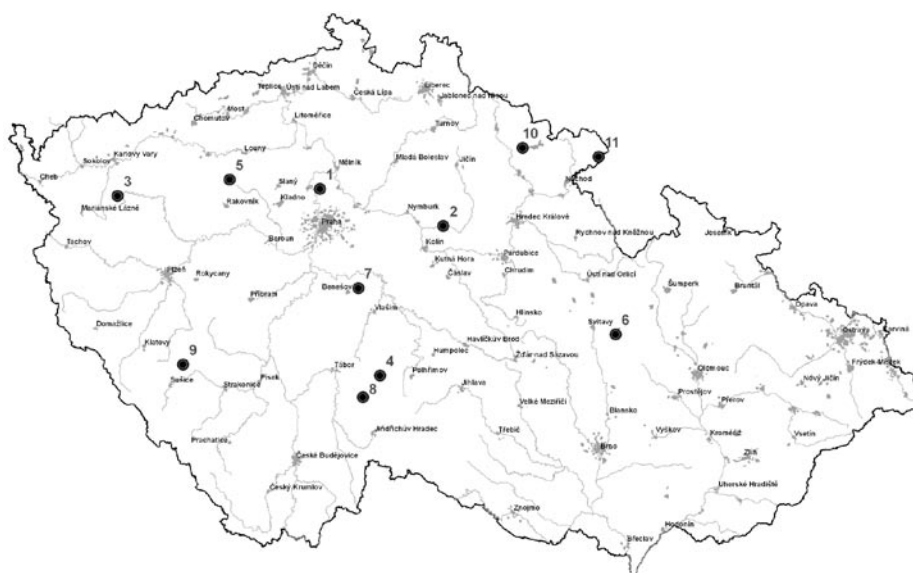 Děčín
Teplice
Ústí nad Labem
Česká Lípa
Liberec
Jablonec nad Nisou
Most
Chomutov
Litoměřice
Turnov
10
11
Karlovy Vary
Louny
Mělník
Mladá Boleslav
Jičín
Sokolov
Cheb
5
Slaný
1
Náchod
3
Kladno
Mariánské Lázně
Rakovník
Nymburk
2
Praha
Hradec Králové
Rychnov nad Kněžnou
Jeseník
Tachov
Beroun
Kolín
Kutná Hora
Pardubice
Plzeň
Rokycany
7
Čáslav
Chrudim
Ústí nad Orlicí
Příbram
Benešov
Šumperk
Bruntál
Vlašim
Opava
Domažlice
Hlinsko
Svitavy
6
Ostrava
Karviná
Klatovy
9
Humpolec
Havlíčkův Brod
Žďár nad Sázavou
Frýdek-Místek
Tábor
4
Pelhřimov
Olomouc
Sušice
Strakonice
Písek
8
Jihlava
Nový Jičín
Velké Meziříčí
Prostějov
Přerov
Blansko
Prachatice
Jindřichův Hradec
Třebíč
Vyškov
Kroměříž
Vsetín
Brno
České Budějovice
Zlín
Český Krumlov
Uherské Hradiště
Znojmo
Hodonín
Břeclav